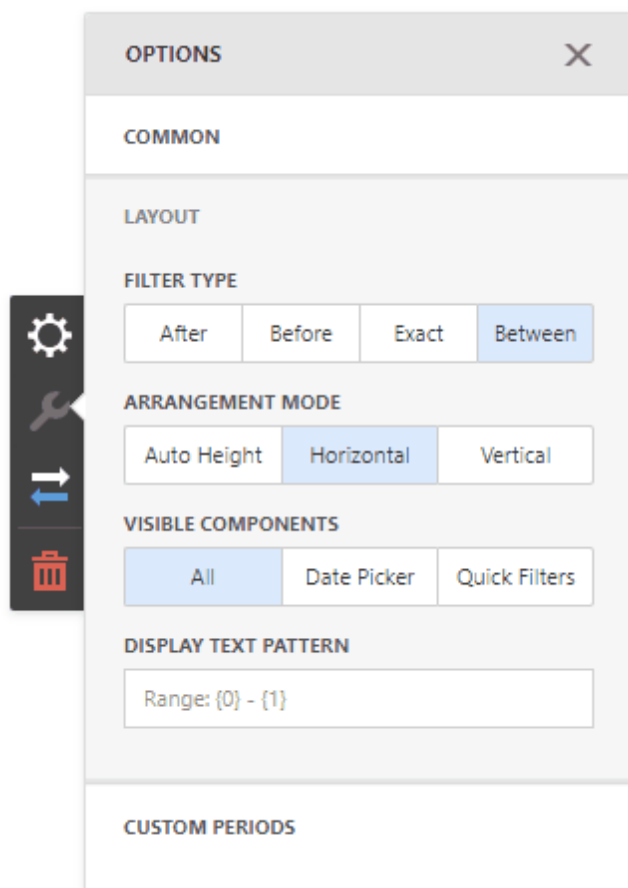 OPTIONS
COMMON
LAYOUT
FILTER TYPE
After Before Exact Between
ARRANGEMENT MODE
Auto Height Horizontal Vertical
VISIBLE COMPONENTS
All Date Picker Quick Filters
DISPLAY TEXT PATTERN
Range: {0} - {1}
CUSTOM PERIODS